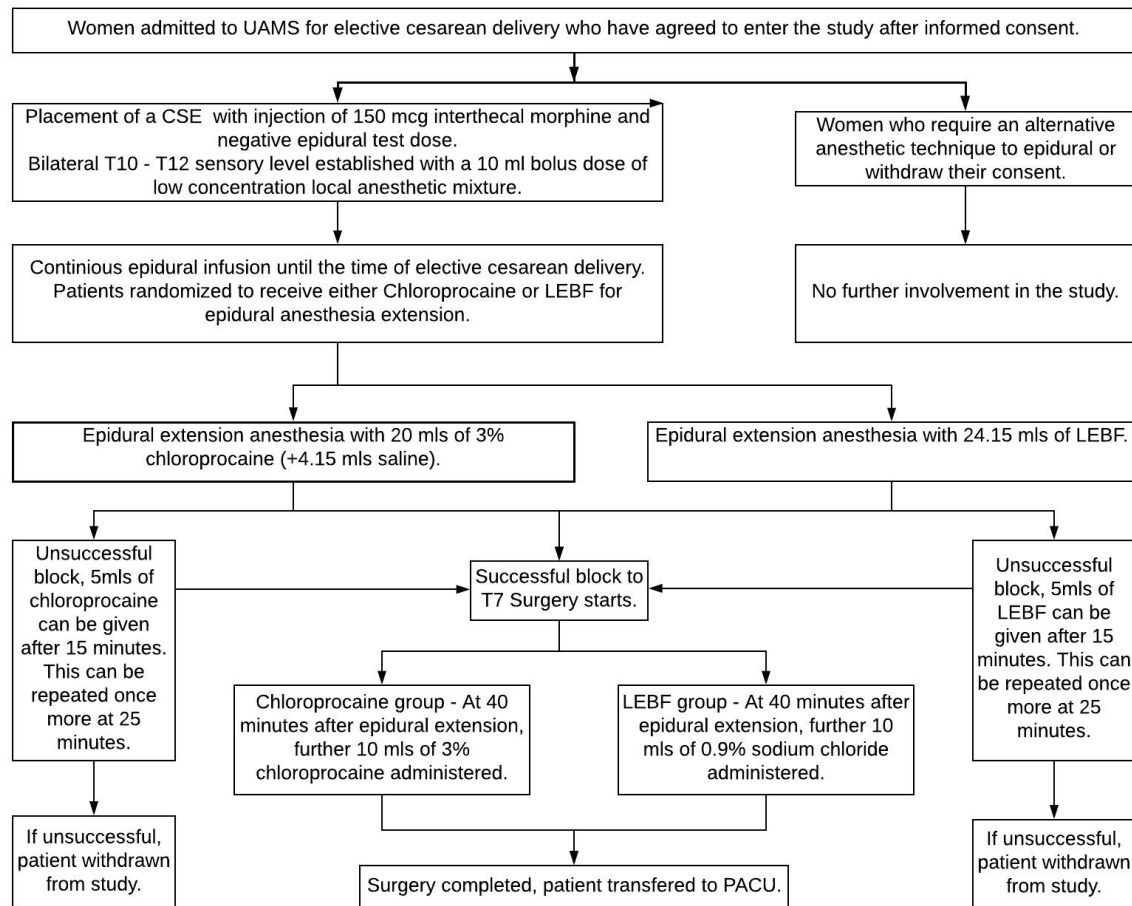 Women admitted to UAMS for elective cesarean delivery who have agreed to enter the study after informed consent.
Placement of a CSE with injection of 150 mcg interthecal morphine and
negative epidural test dose.
Bilateral T10 - T12 sensory level established with a 10 ml bolus dose of
low concentration local anesthetic mixture.
Women who require an alternative
anesthetic technique to epidural or
withdraw their consent.
Continious epidural infusion until the time of elective cesarean delivery.
Patients randomized to receive either Chloroprocaine or LEBF for
epidural anesthesia extension.
No further involvement in the study.
Epidural extension anesthesia with 20 mls of 3%
chloroprocaine (+4.15 mls saline).
Epidural extension anesthesia with 24.15 mls of LEBF.
Unsuccessful
block, 5mls of
chloroprocaine
can be given
after 15 minutes.
This can be
repeated once
more at 25
minutes.
Successful block to
T7 Surgery starts.
Unsuccessful
block, 5mls of
LEBF can be
given after 15
minutes. This can
be repeated once
more at 25
minutes.
Chloroprocaine group - At 40
minutes after epidural extension,
further 10 mls of 3%
chloroprocaine administered.
LEBF group - At 40 minutes after
epidural extension, further 10
mls of 0.9% sodium chloride
administered.
If unsuccessful,
patient withdrawn
from study.
Surgery completed, patient transfered to PACU.
If unsuccessful,
patient withdrawn
from study.